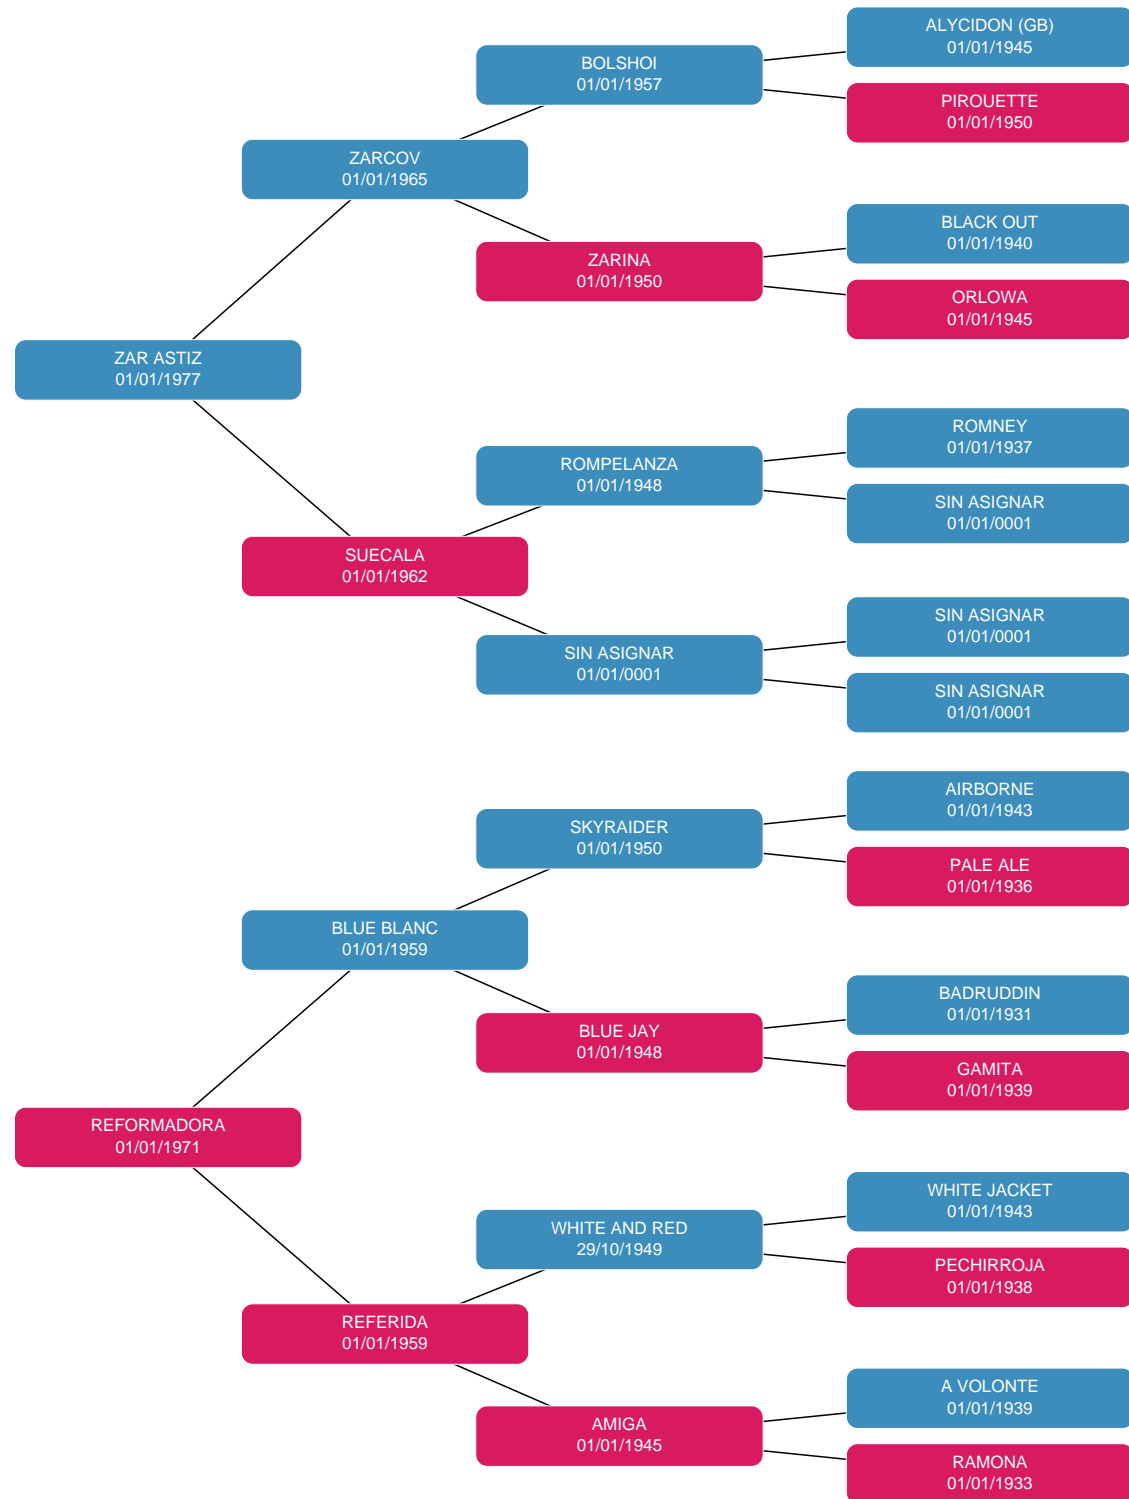 ALYCIDON (GB)
01/01/1945
BOLSHOI
01/01/1957
PIROUETTE
01/01/1950
ZARCOV
01/01/1965
BLACK OUT
01/01/1940
ZARINA
01/01/1950
ORLOWA
01/01/1945
ZAR ASTIZ
01/01/1977
ROMNEY
01/01/1937
ROMPELANZA
01/01/1948
SIN ASIGNAR
01/01/0001
SUECALA
01/01/1962
SIN ASIGNAR
01/01/0001
SIN ASIGNAR
01/01/0001
SIN ASIGNAR
01/01/0001
AIRBORNE
01/01/1943
SKYRAIDER
01/01/1950
PALE ALE
01/01/1936
BLUE BLANC
01/01/1959
BADRUDDIN
01/01/1931
BLUE JAY
01/01/1948
GAMITA
01/01/1939
REFORMADORA
01/01/1971
WHITE JACKET
01/01/1943
WHITE AND RED
29/10/1949
PECHIRROJA
01/01/1938
REFERIDA
01/01/1959
A VOLONTE
01/01/1939
AMIGA
01/01/1945
RAMONA
01/01/1933